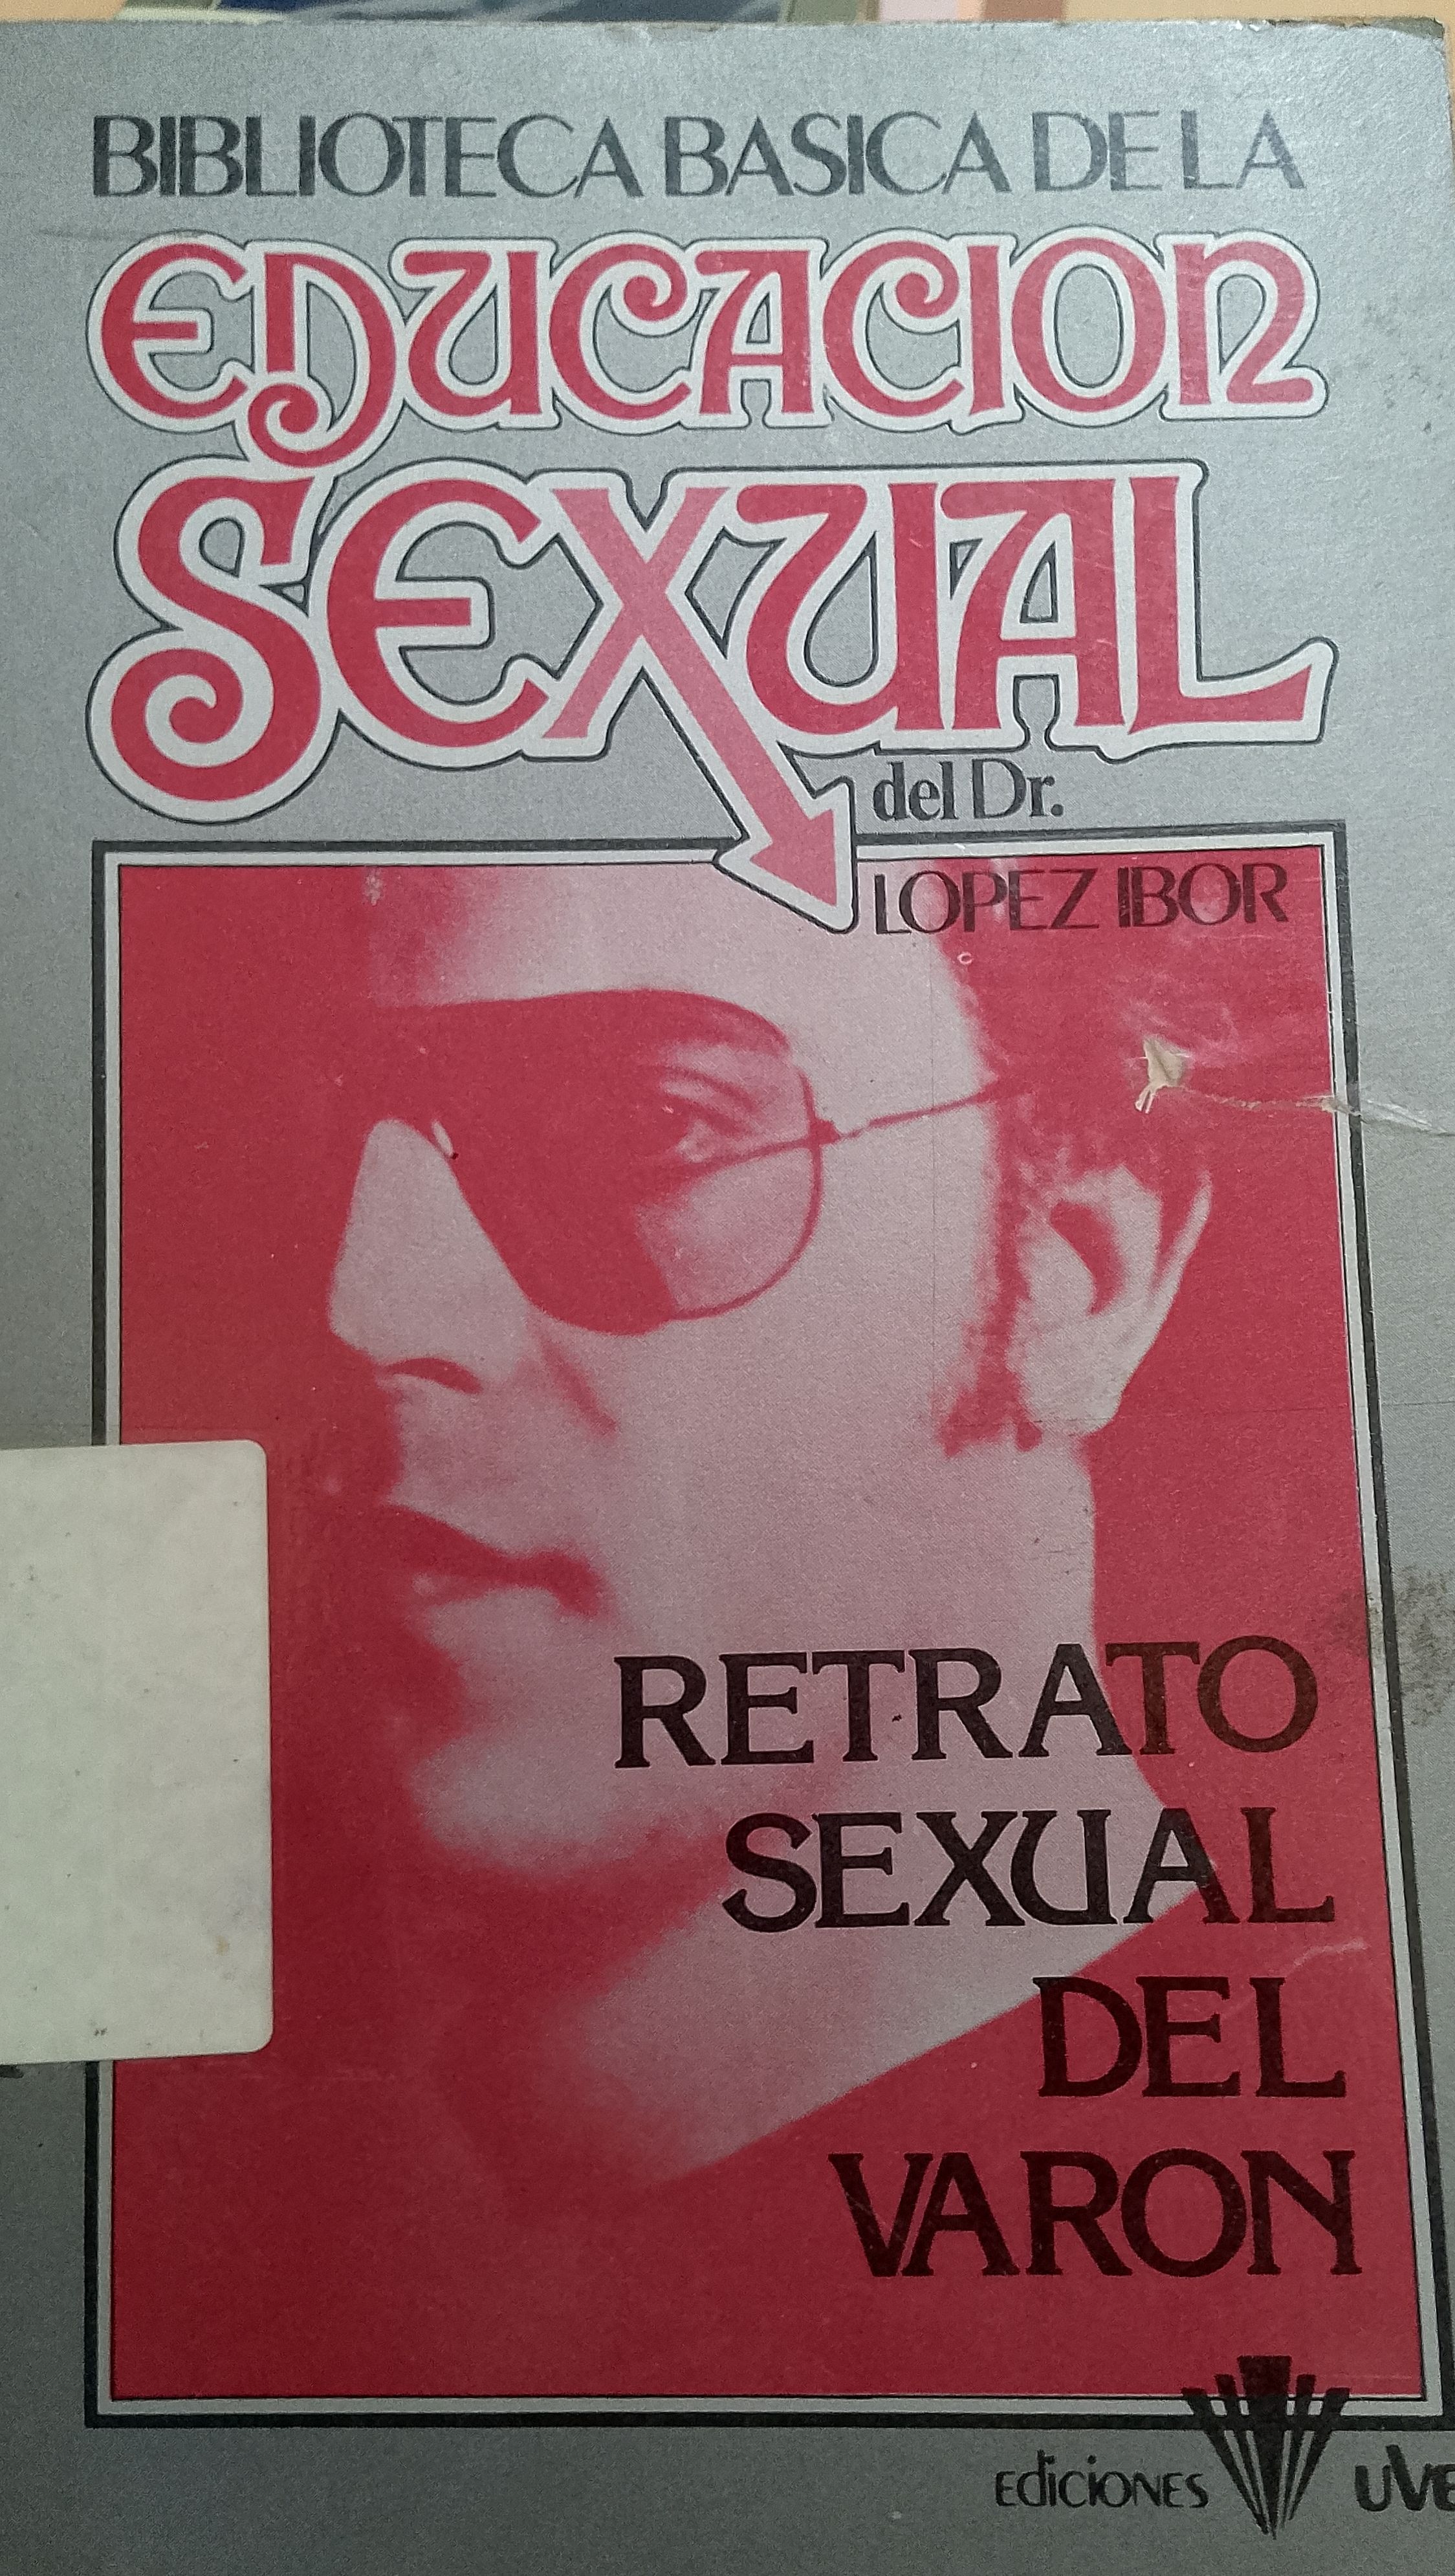 BIBLIOTECA BASICA DE LA
EDUCACION
SEXUAL
del Dr.
LOPEZ IBOR
RETRATO
SEXUAL
DEL
VARON
EDICIONES UVE